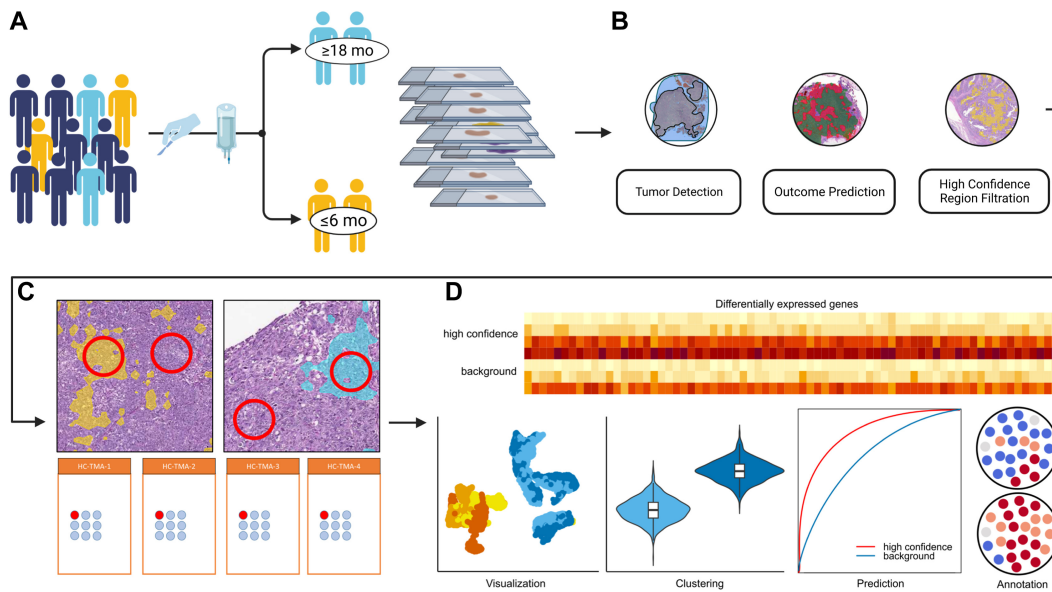 A
≥18 mo
≤6 mo
B
Tumor Detection
Outcome Prediction
High Confidence
Region Filtration
C
HC-TMA-1
HC-TMA-2
HC-TMA-3
HC-TMA-4
D
Differentially expressed genes
high confidence
background
high confidence
background
Visualization
Clustering
Prediction
Annotation